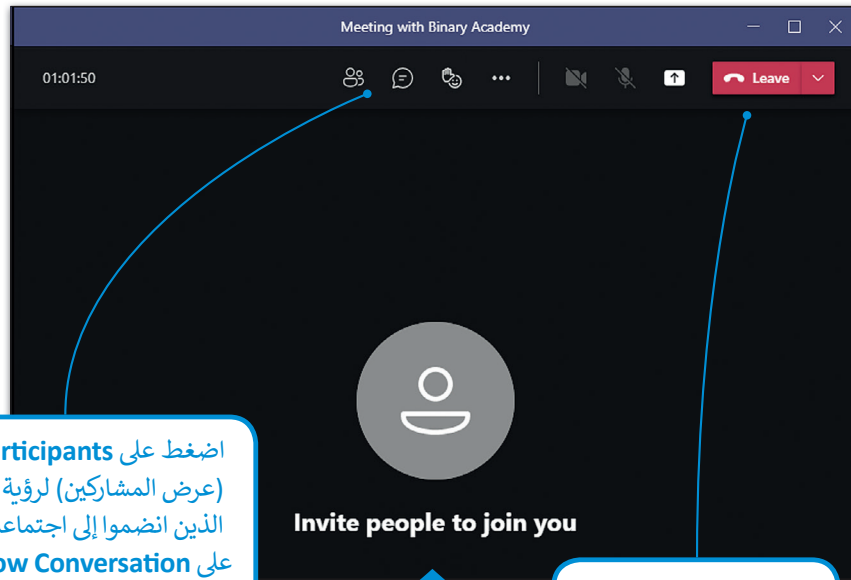 Meeting with Binary Academy
01:01:50
Leave
اضغط على
(عرض المشاركين) لرؤية
الذين انضموا إلى
على Conversation
Invite people to join you